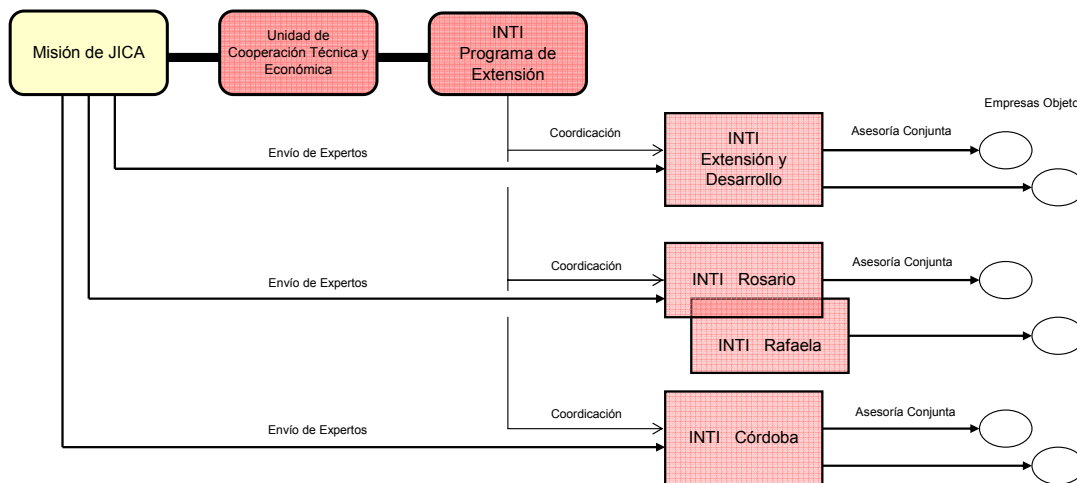 Misión de JICA
Unidad de
Cooperación Técnica y
Económica
INTI
Programa de
Extensión
Empresas Objeto
Coordicación
Envío de Expertos
INTI
Extensión y
Desarrollo
Asesoría Conjunta
Coordicación
Envío de Expertos
INTI Rosario
Asesoría Conjunta
INTI Rafaela
Coordicación
Envío de Expertos
INTI Córdoba
Asesoría Conjunta